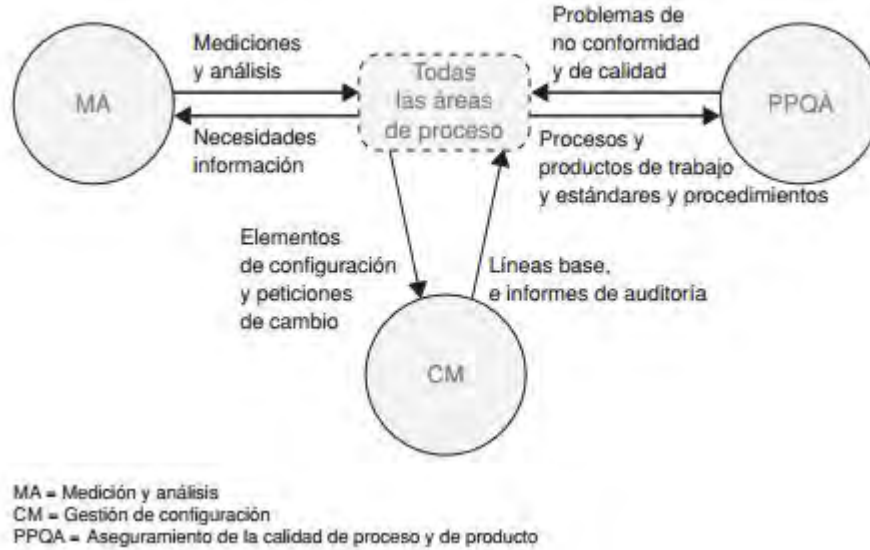 Mediciones
y análisis
MA
Necesidades
información
Todas
las áreas
de proceso
Problemas de
no conformidad
y de calidad
PPQA
Procesos y
productos de trabajo
y estándares y procedimientos
Elementos
de configuración
y peticiones
de cambio
Líneas base,
e informes de auditoría
CM
MA = Medición y análisis
CM = Gestión de configuración
PPQA = Aseguramiento de la calidad de proceso y de producto